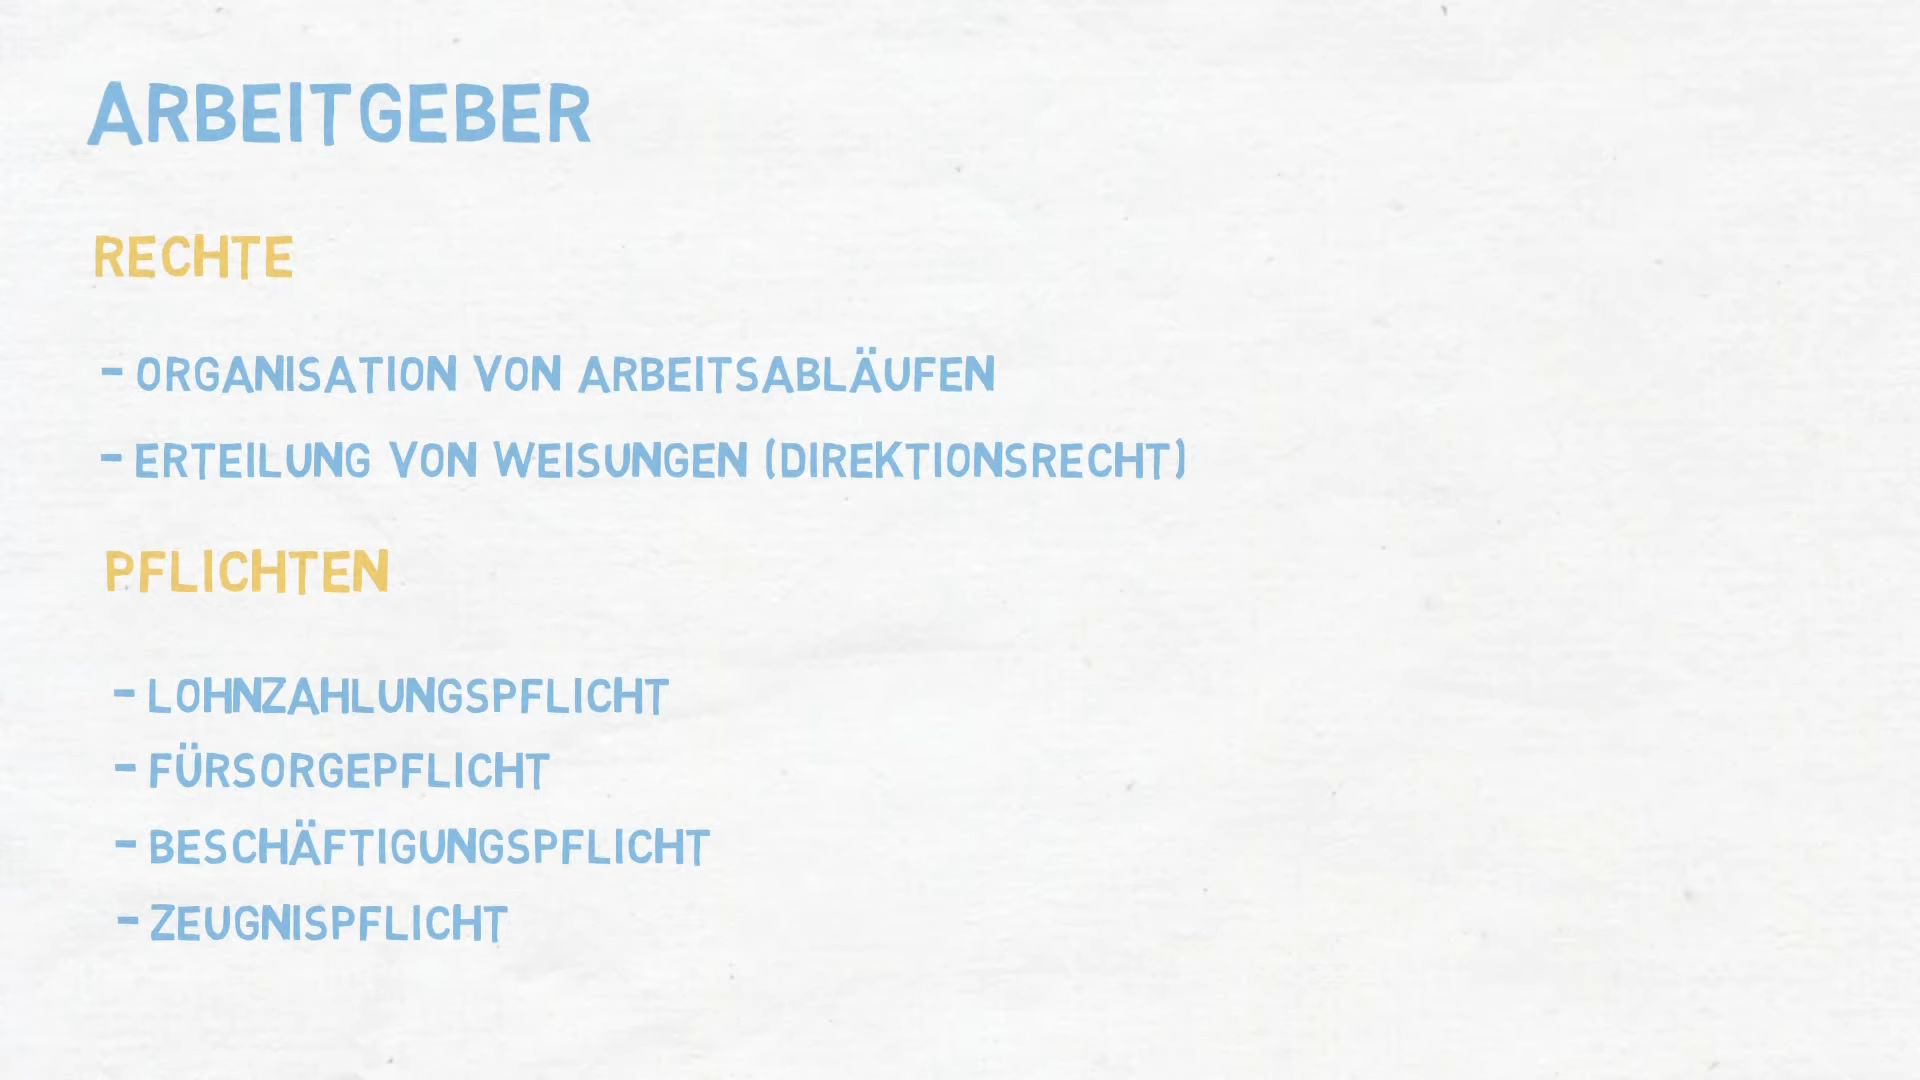 ARBEITGEBER
RECHTE
- ORGANISATION VON ARBEITSABLÄUFEN
- ERTEILUNG VON WEISUNGEN (DIREKTIONSRECHT)
PFLICHTEN
- LOHNZAHLUNGSPFLICHT
- FÜRSORGEPFLICHT
- BESCHÄFTIGUNGSPFLICHT
- ZEUGNISPFLICHT